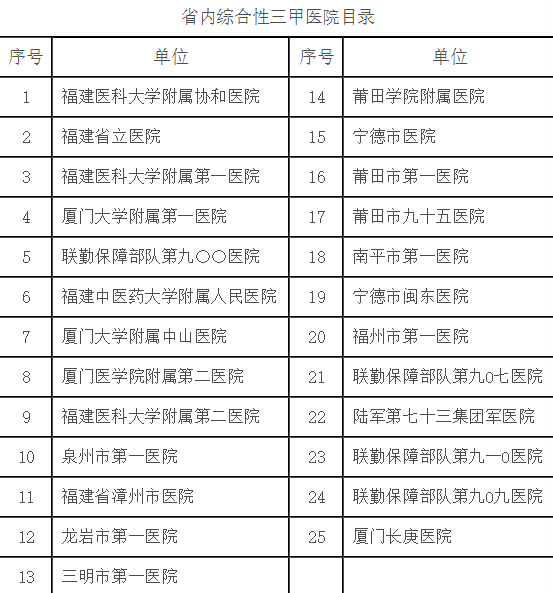 省内综合性三甲医院目录
序号 单位 序号 单位
1 福建医科大学附属协和医院 14 莆田学院附属医院
2 福建省立医院 15 宁德市医院
3 福建医科大学附属第一医院 16 莆田市第一医院
4 厦门大学附属第一医院 17 莆田市九十五医院
5 联勤保障部队第九〇〇医院 18 南平市第一医院
6 福建中医药大学附属人民医院 19 宁德市闽东医院
7 厦门大学附属中山医院 20 福州市第一医院
8 厦门医学院附属第二医院 21 联勤保障部队第九0七医院
9 福建医科大学附属第二医院 22 陆军第七十三集团军医院
10 泉州市第一医院 23 联勤保障部队第九一0医院
11 福建省漳州市医院 24 联勤保障部队第九0九医院
12 龙岩市第一医院 25 厦门长庚医院
13 三明市第一医院